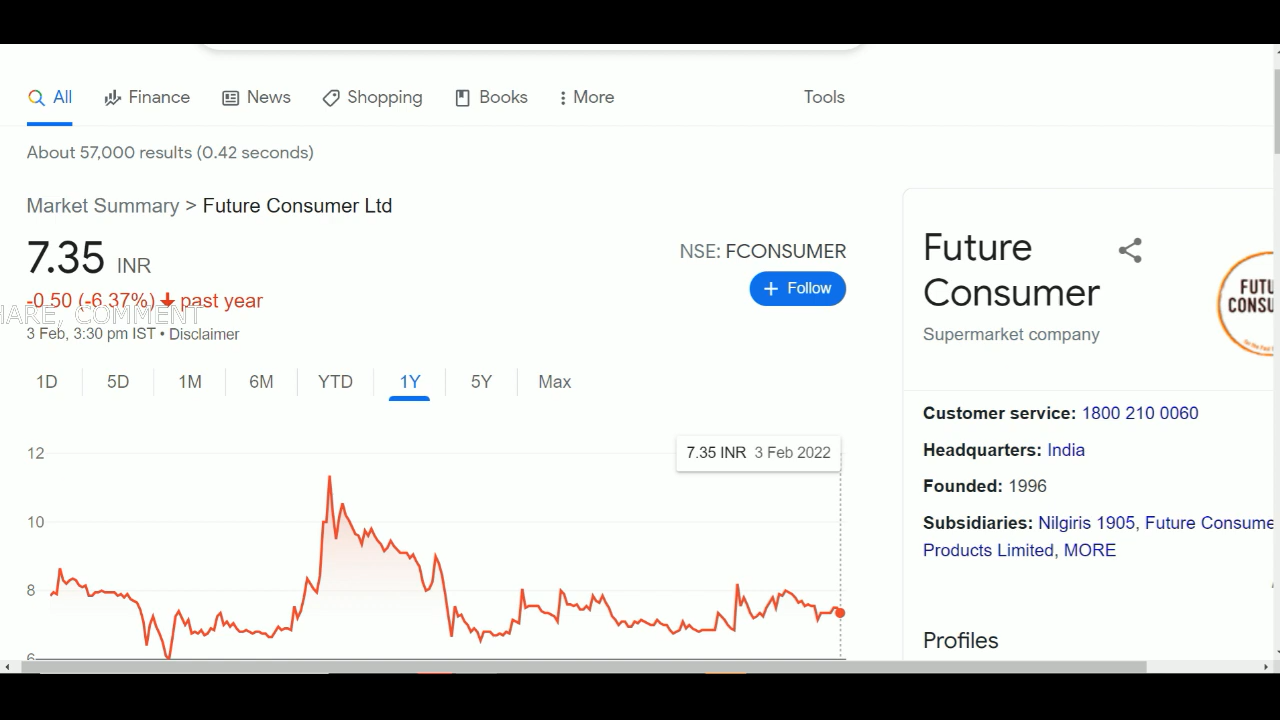 All Finance News Shopping Books More Tools
About 57,000 results (0.42 seconds)
Market Summary > Future Consumer Ltd
7.35 INR
NSE: FCONSUMER
-0.50 (-6.37%) past year
+ Follow
HARE, COMMENT
3 Feb, 3:30 pm IST • Disclaimer
1D 5D 1M 6M YTD 1Y 5Y Max
7.35 INR 3 Feb 2022
12
10
8
6
Future
Consumer
Supermarket company
FUTU
CONSU
Customer service: 1800 210 0060
Headquarters: India
Founded: 1996
Subsidiaries: Nilgiris 1905, Future Consume
Products Limited, MORE
Profiles